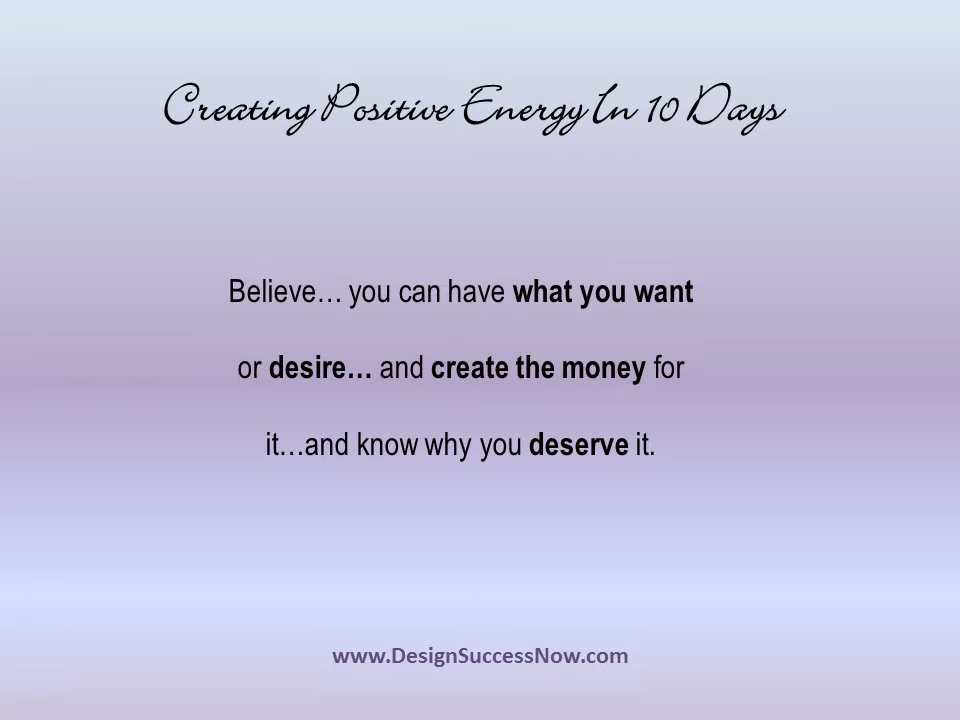 Creating Positive Energy In 10 Days
Believe… you can have what you want
or desire… and create the money for
it…and know why you deserve it.
www.DesignSuccessNow.com